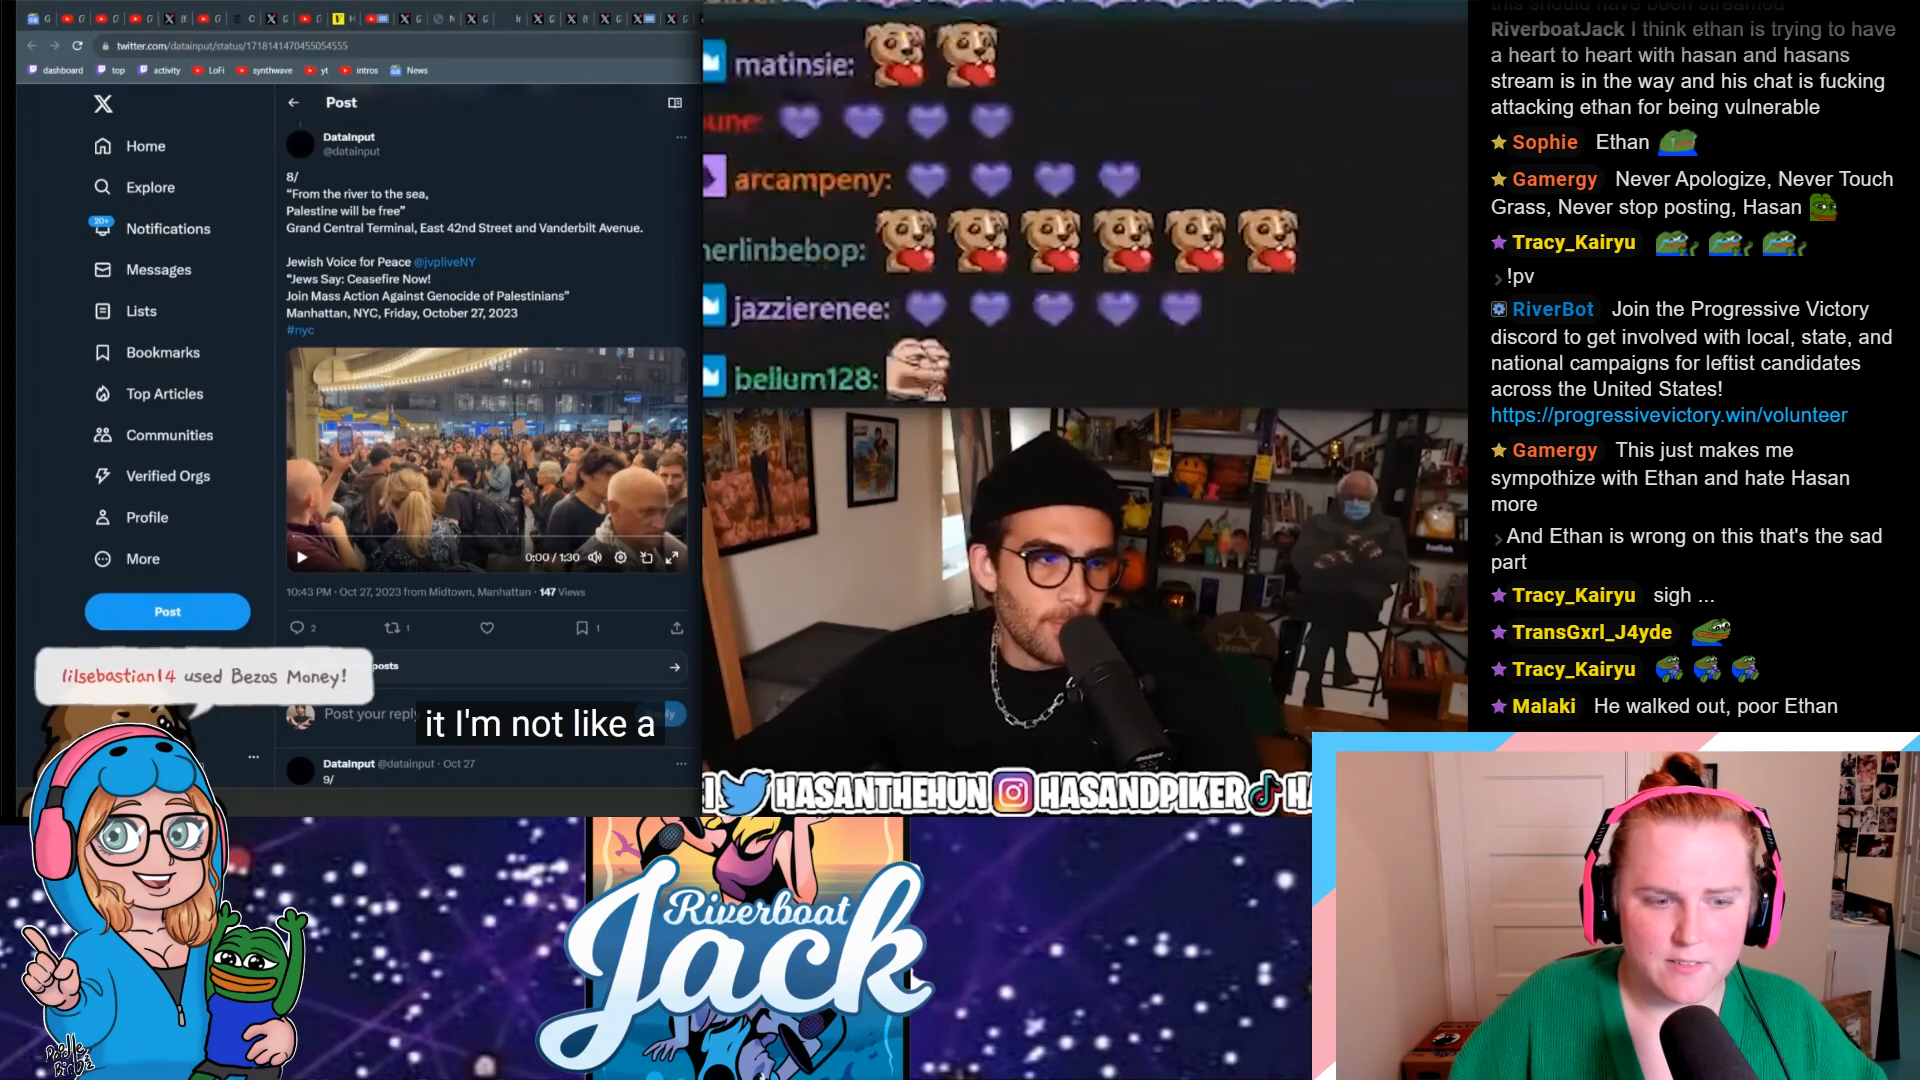 twitter.com/datainput/status/1718141470455054555
dashboard
top
activity
LoFi
synthwave
yt
intros
News
Home
Explore
20+
Notifications
Messages
Lists
Bookmarks
Top Articles
Communities
Verified Orgs
Profile
More
Post
Post
DataInput
@datainput
8/
“From the river to the sea,
Palestine will be free”
Grand Central Terminal, East 42nd Street and Vanderbilt Avenue.
Jewish Voice for Peace @jvpliveNY
“Jews Say: Ceasefire Now!
Join Mass Action Against Genocide of Palestinians”
Manhattan, NYC, Friday, October 27, 2023
#nyc
0:00 / 1:30
10:43 PM · Oct 27, 2023 from Midtown, Manhattan · 147 Views
2
1
1
posts
Post your reply
DataInput @datainput · Oct 27
9/
lilsebastian14 used Bezos Money!
it I'm not like a
matinsie:
arcampeny:
herlinbebop:
jazzierenee:
bellum128:
HASANTHEHUN
HASANDPIKER
Riverboat
Jack
this should have been streamed
RiverboatJack I think ethan is trying to have
a heart to heart with hasan and hasans
stream is in the way and his chat is fucking
attacking ethan for being vulnerable
Sophie Ethan
Gamergy Never Apologize, Never Touch
Grass, Never stop posting, Hasan
Tracy_Kairyu
!pv
RiverBot Join the Progressive Victory
discord to get involved with local, state, and
national campaigns for leftist candidates
across the United States!
https://progressivevictory.win/volunteer
Gamergy This just makes me
sympothize with Ethan and hate Hasan
more
And Ethan is wrong on this that's the sad
part
Tracy_Kairyu sigh ...
TransGxrl_J4yde
Tracy_Kairyu
Malaki He walked out, poor Ethan